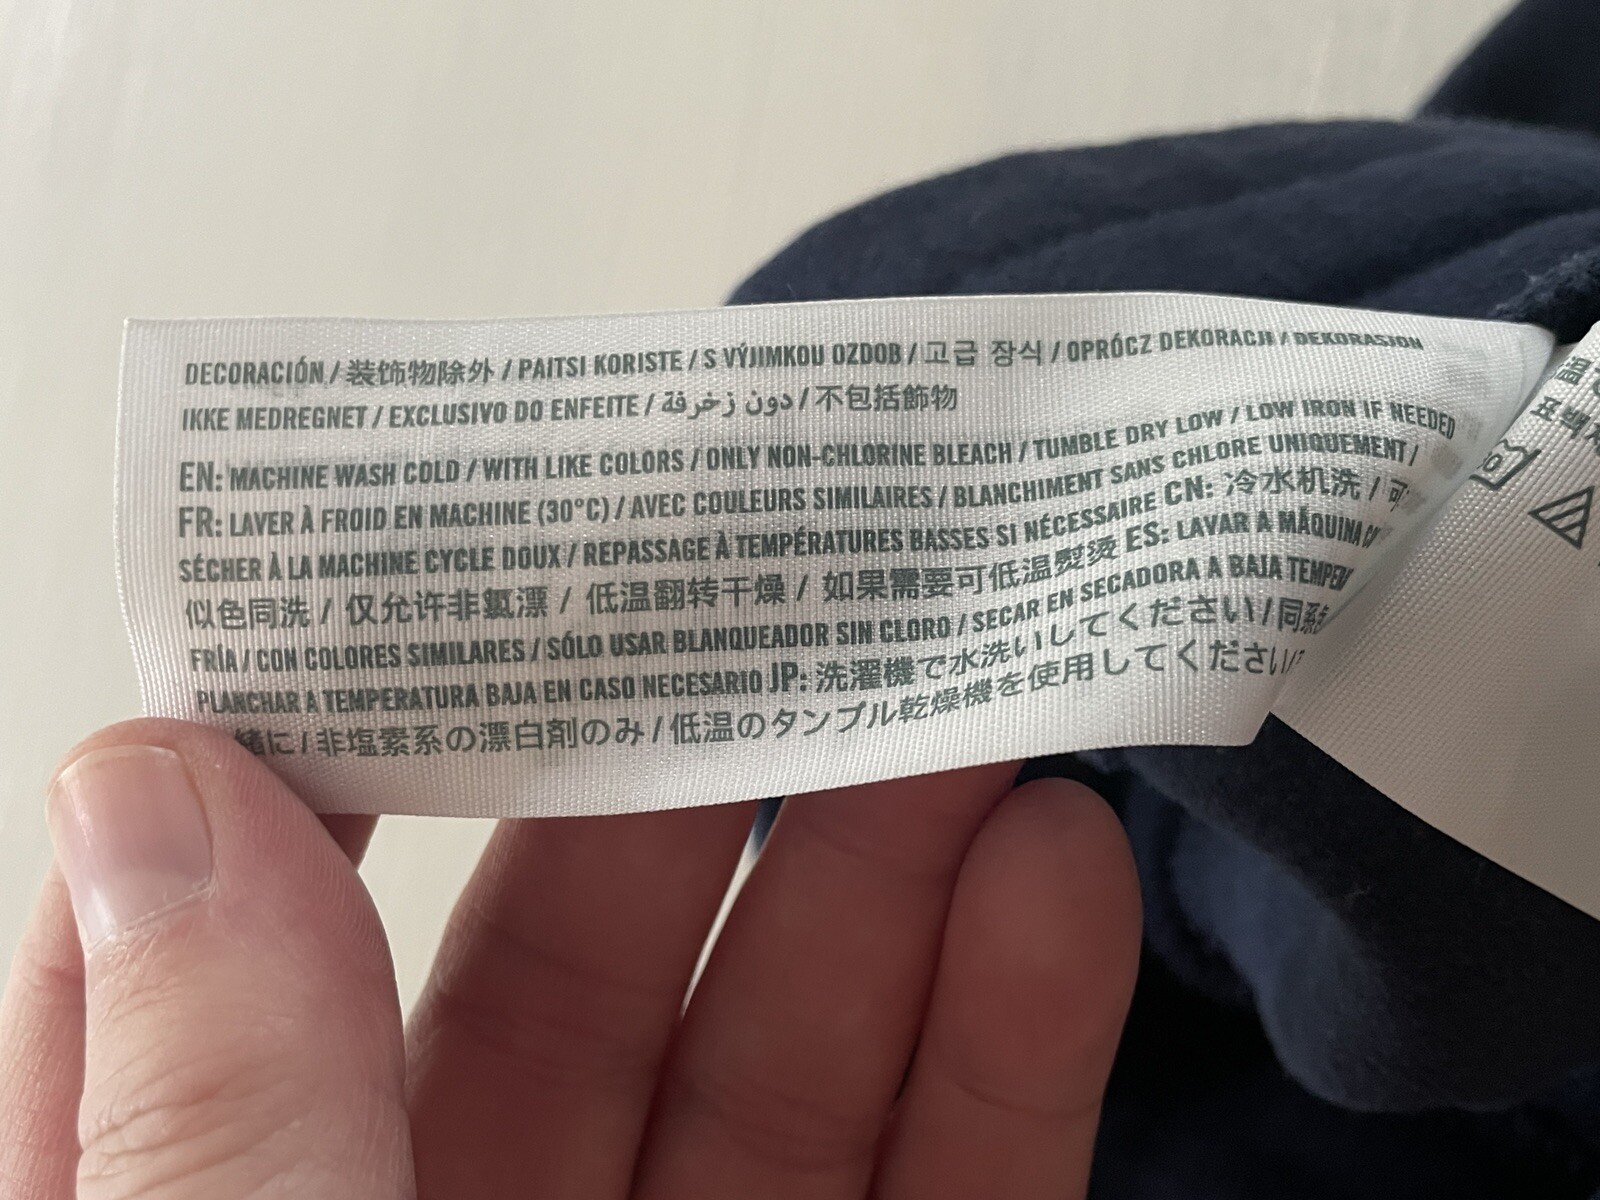 DECORACIÓN / 装饰物除外 / PAITSI KORISTE / S VÝJIMKOU OZDOB / 고급 장식 / OPRÓCZ DEKORACJI / DEKORASJON
IKKE MEDREGNET / EXCLUSIVO DO ENFEITE / دون زخرفة / 不包括飾物
EN: MACHINE WASH COLD / WITH LIKE COLORS / ONLY NON-CHLORINE BLEACH / TUMBLE DRY LOW / LOW IRON IF NEEDED
FR: LAVER À FROID EN MACHINE (30°C) / AVEC COULEURS SIMILAIRES / BLANCHIMENT SANS CHLORE UNIQUEMENT /
SÉCHER À LA MACHINE CYCLE DOUX / REPASSAGE À TEMPÉRATURES BASSES SI NÉCESSAIRE CN: 冷水机洗 / 可
似色同洗 / 仅允许非氯漂 / 低温翻转干燥 / 如果需要可低温熨烫 ES: LAVAR A MÁQUINA
FRÍA / CON COLORES SIMILARES / SÓLO USAR BLANQUEADOR SIN CLORO / SECAR EN SECADORA A BAJA TEMPER
PLANCHAR A TEMPERATURA BAJA EN CASO NECESARIO JP: 洗濯機で水洗いしてください / 同系
緒に / 非塩素系の漂白剤のみ / 低温のタンブル乾燥機を使用してください /
温
표백